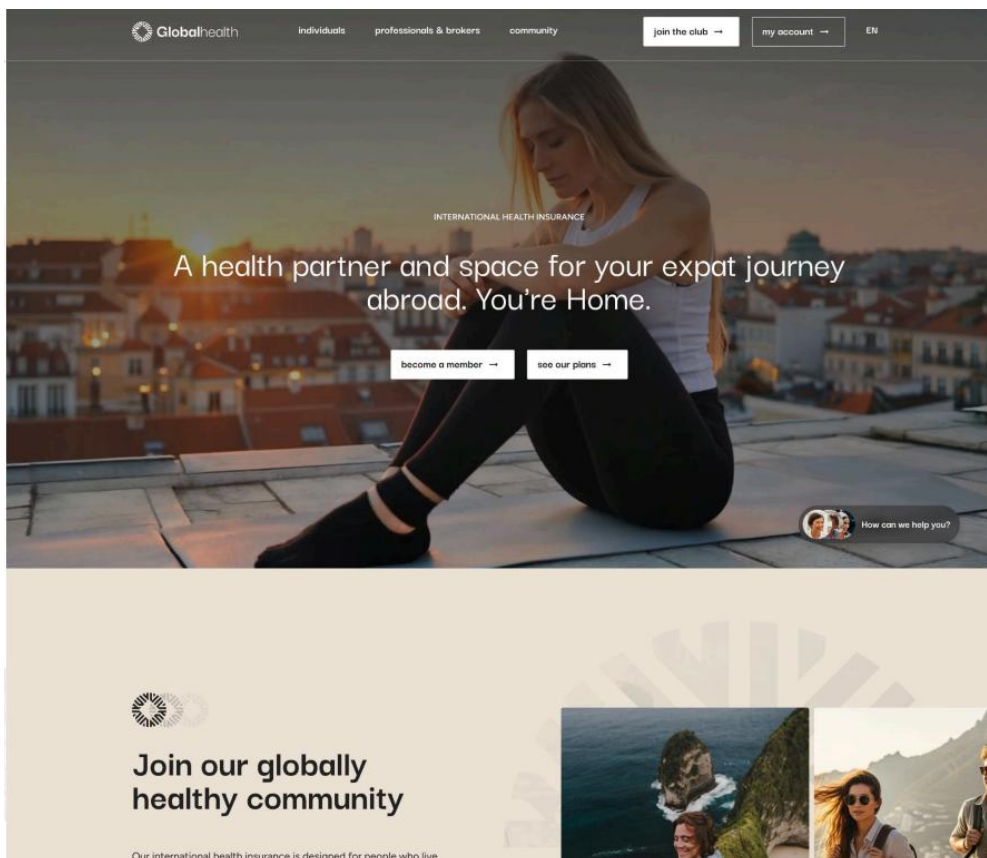 Globalhealth
individuals
professionals & brokers
community
join the club →
my account →
EN
INTERNATIONAL HEALTH INSURANCE
A health partner and space for your expat journey
abroad. You're Home.
become a member →
see our plans →
How can we help you?
Join our globally
healthy community
Our international health insurance is designed for people who live